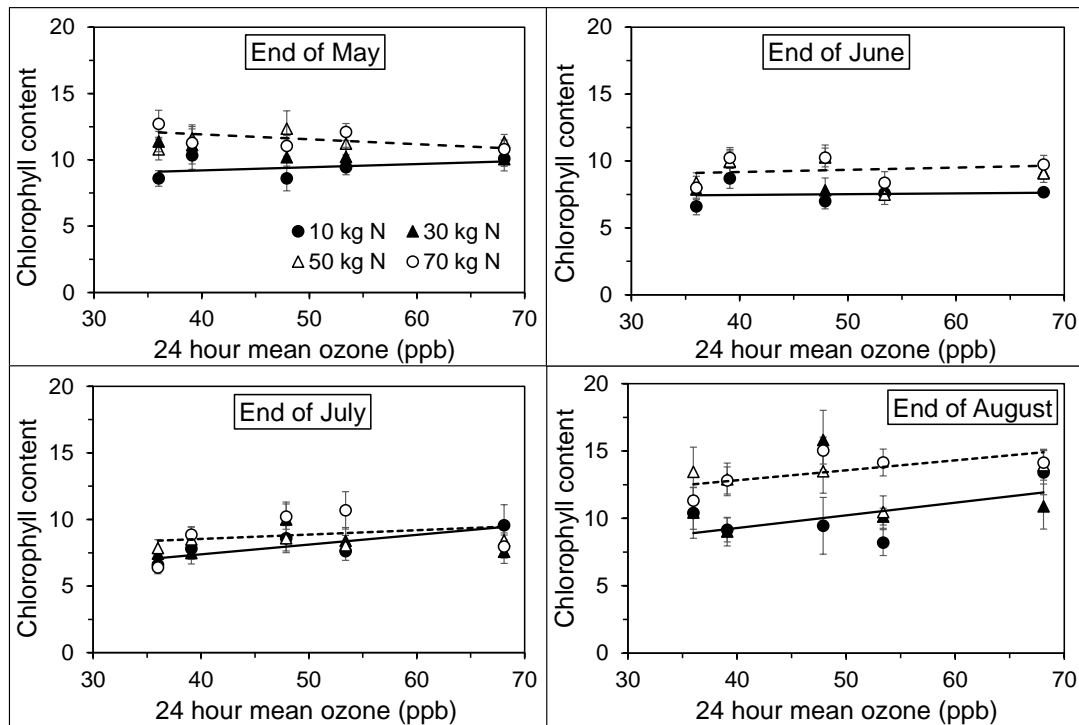 End of May
Chlorophyll content
20
15
10
5
0
10 kg N 30 kg N
50 kg N 70 kg N
30 40 50 60 70
24 hour mean ozone (ppb)
End of June
Chlorophyll content
20
15
10
5
0
30 40 50 60 70
24 hour mean ozone (ppb)
End of July
Chlorophyll content
20
15
10
5
0
30 40 50 60 70
24 hour mean ozone (ppb)
End of August
Chlorophyll content
20
15
10
5
0
30 40 50 60 70
24 hour mean ozone (ppb)